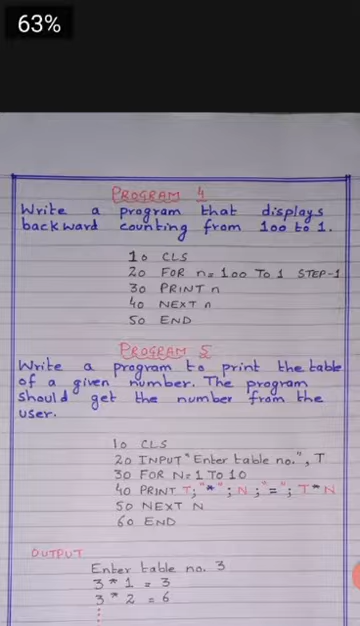 63%
PROGRAM 4
Write a program that displays
backward counting from 100 to 1.
10 CLS
20 FOR n= 100 TO 1 STEP-1
30 PRINT n
40 NEXT n
50 END
PROGRAM 5
Write a program to print the table
of a given number. The program
should get the number from the
user.
10 CLS
20 INPUT "Enter table no.", T
30 FOR N=1 TO 10
40 PRINT T;"*"; N ;"="; T*N
50 NEXT N
60 END
OUTPUT
Enter table no. 3
3 * 1 = 3
3 * 2 = 6